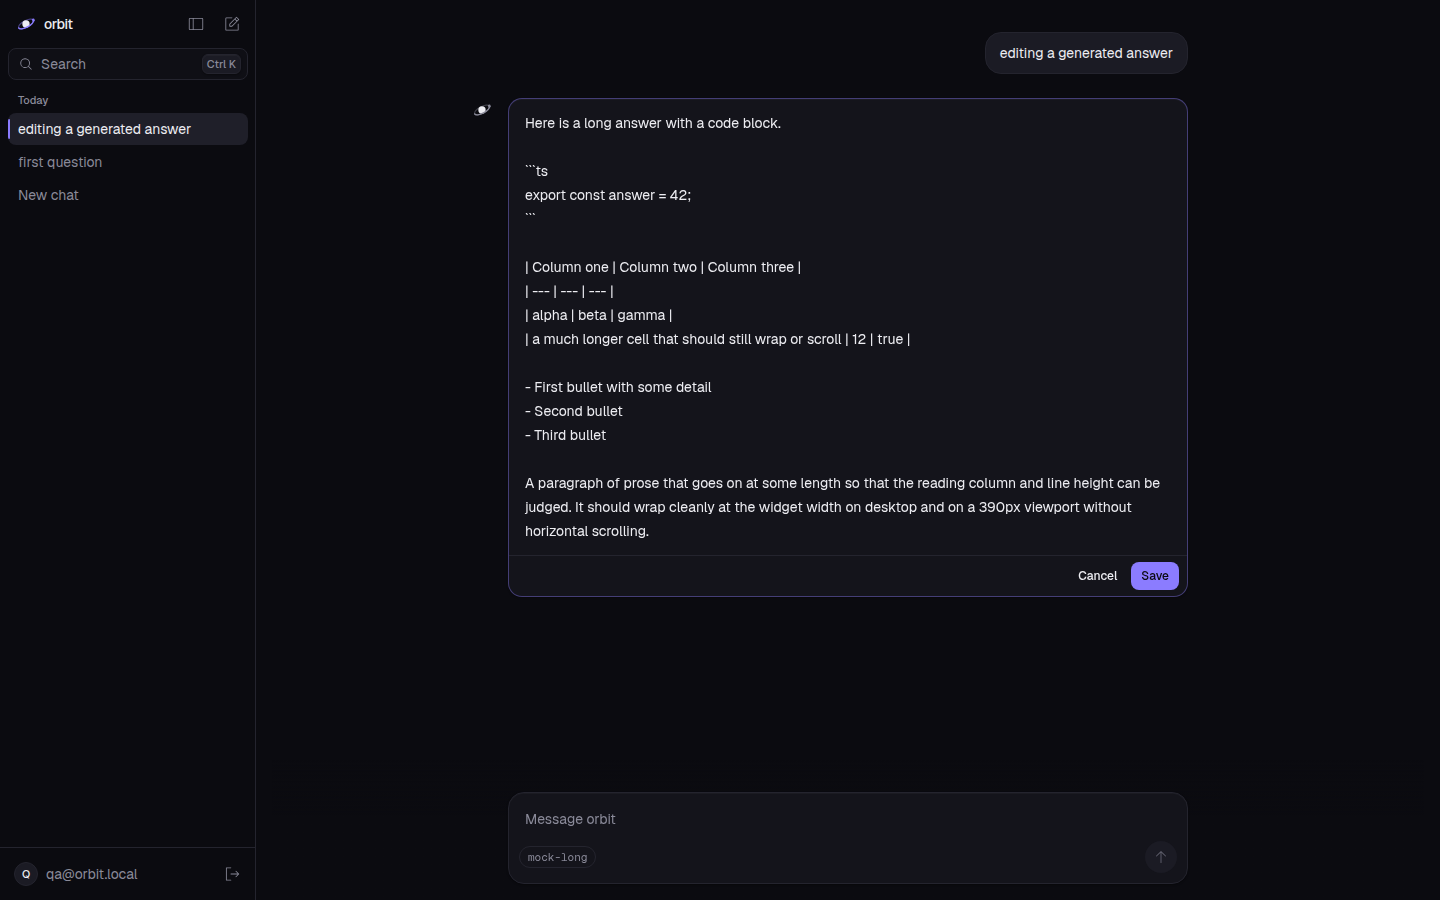 orbit
Search
Ctrl K
Today
editing a generated answer
first question
New chat
Q
qa@orbit.local
editing a generated answer
Here is a long answer with a code block.
```ts
export const answer = 42;
```
| Column one | Column two | Column three |
| --- | --- | --- |
| alpha | beta | gamma |
| a much longer cell that should still wrap or scroll | 12 | true |
- First bullet with some detail
- Second bullet
- Third bullet
A paragraph of prose that goes on at some length so that the reading column and line height can be
judged. It should wrap cleanly at the widget width on desktop and on a 390px viewport without
horizontal scrolling.
Cancel
Save
Message orbit
mock-long